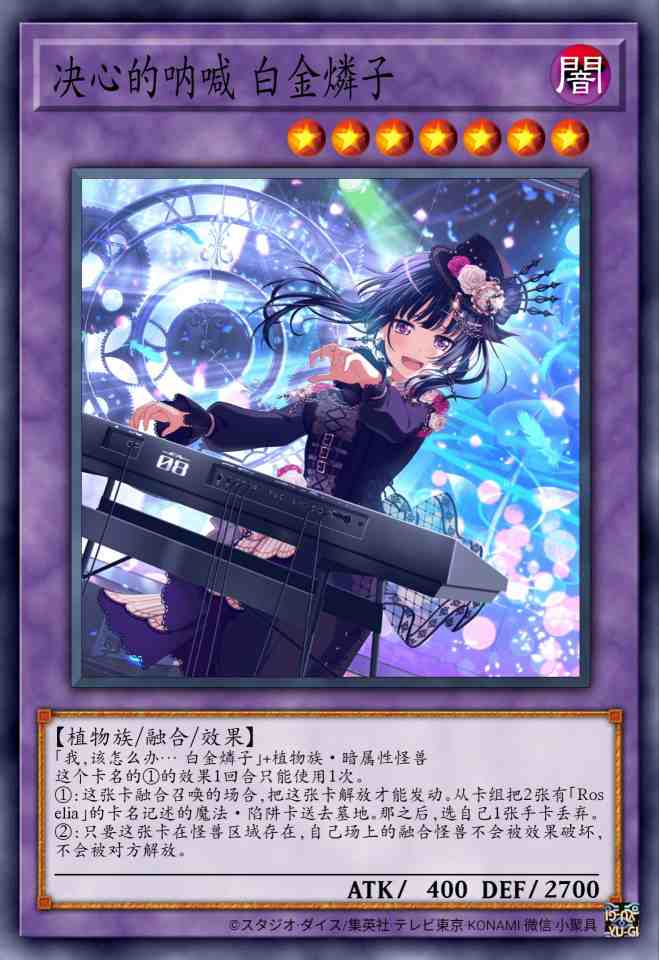 决心的呐喊 白金燐子
闇
08
【植物族/融合/效果】
「我,该怎么办… 白金燐子」+植物族・暗属性怪兽
这个卡名的①的效果1回合只能使用1次。
①:这张卡融合召唤的场合,把这张卡解放才能发动。从卡组把2张有「Ros
elia」的卡名记述的魔法・陷阱卡送去墓地。那之后,选自己1张手卡丢弃。
②:只要这张卡在怪兽区域存在,自己场上的融合怪兽不会被效果破坏,
不会被对方解放。
ATK/ 400 DEF/2700
©スタジオ・ダイス/集英社 テレビ東京 KONAMI 微信 小聚具